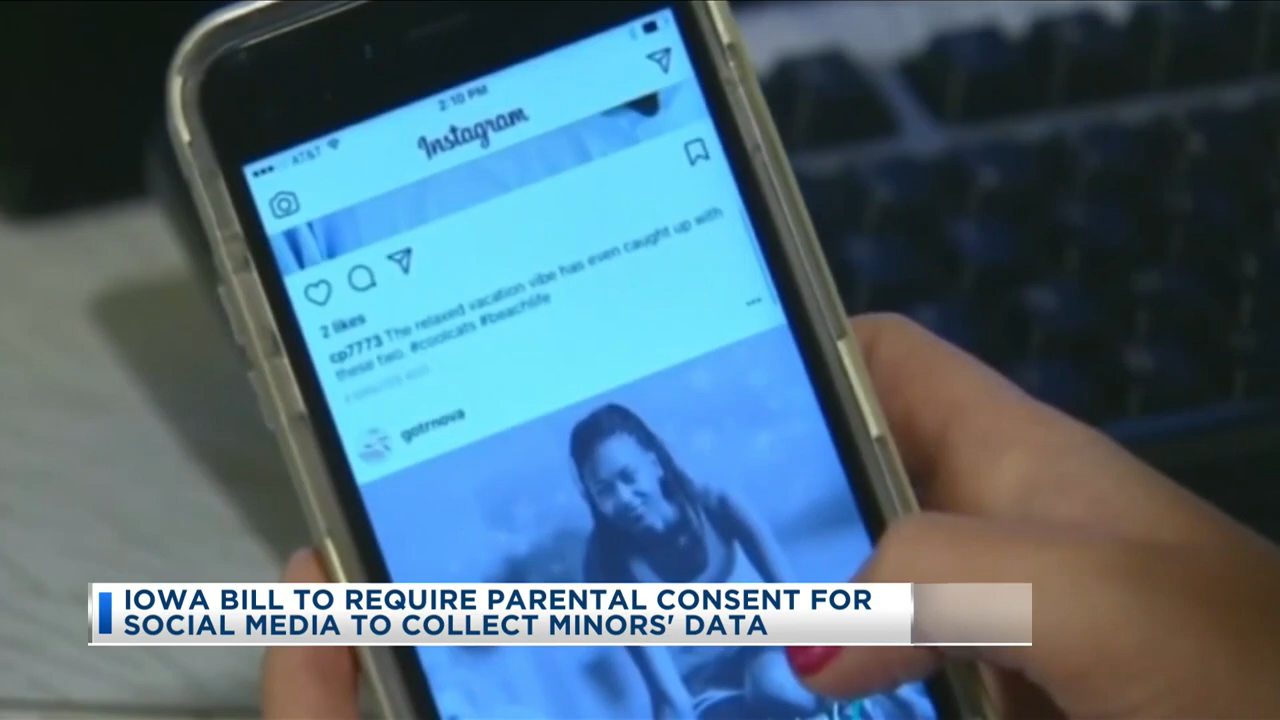 AT&T
2:10 PM
Instagram
2 likes
cp7773 The relaxed vacation vibe has even caught up with
these two. #coolcats #beachlife
gotrnova
IOWA BILL TO REQUIRE PARENTAL CONSENT FOR
SOCIAL MEDIA TO COLLECT MINORS' DATA